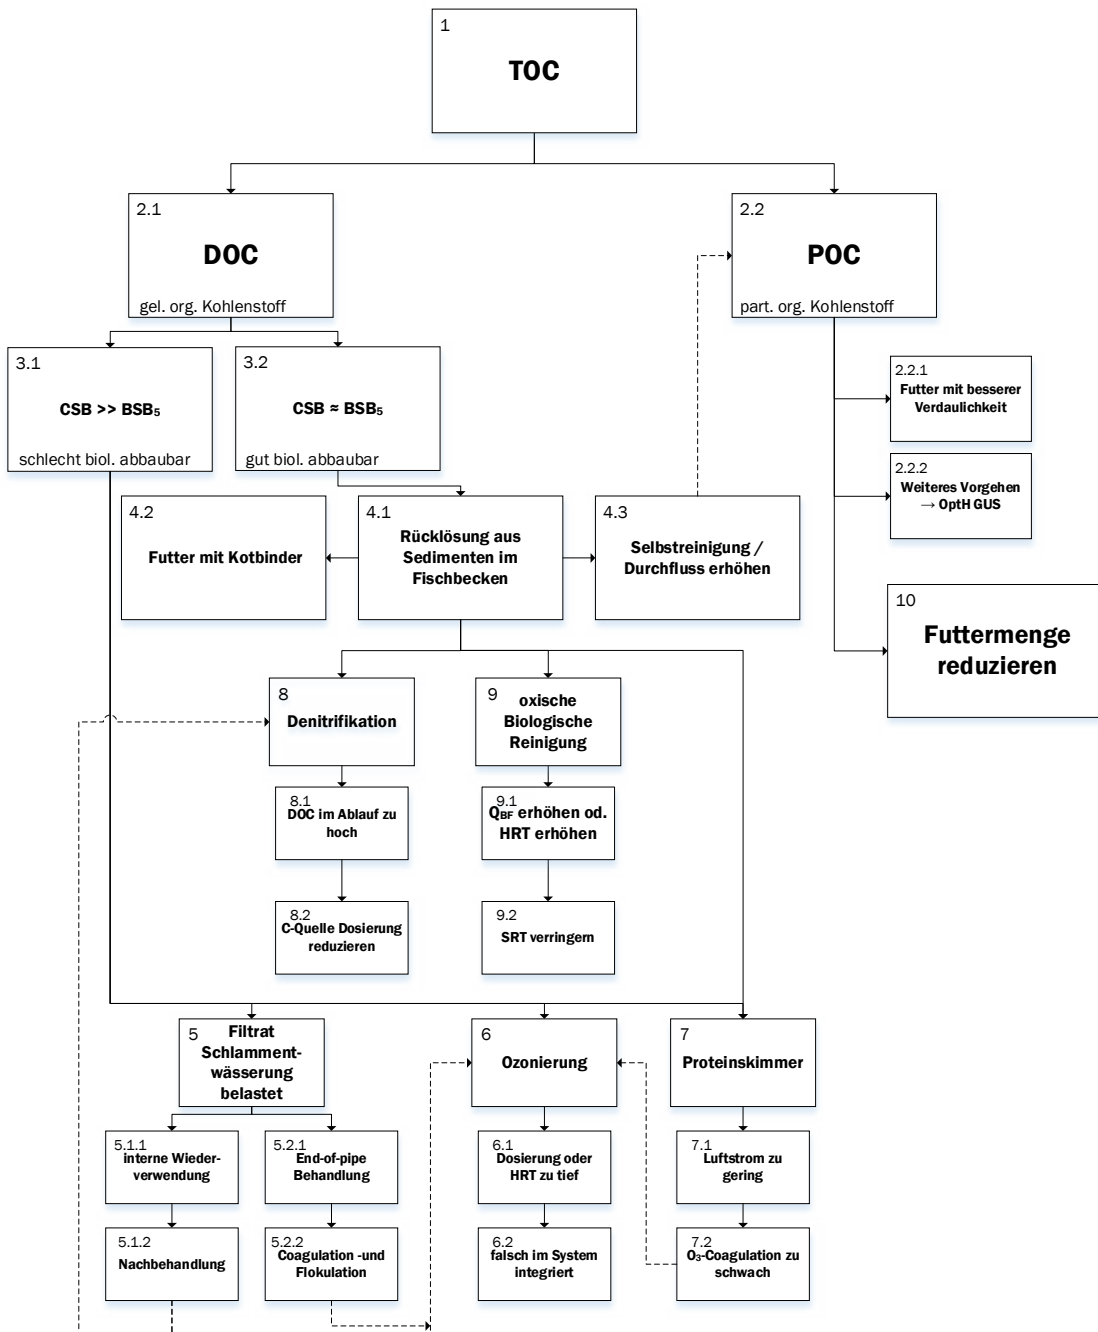 1
TOC
2.1
DOC
gel. org. Kohlenstoff
2.2
POC
part. org. Kohlenstoff
3.1
CSB >> BSB₅
schlecht biol. abbaubar
3.2
CSB ≈ BSB₅
gut biol. abbaubar
2.2.1
Futter mit besserer
Verdaulichkeit
2.2.2
Weiteres Vorgehen
→ OptH GUS
4.2
Futter mit Kotbinder
4.1
Rücklösung aus
Sedimenten im
Fischbecken
4.3
Selbstreinigung /
Durchfluss erhöhen
10
Futtermenge
reduzieren
8
Denitrifikation
9
oxische
Biologische
Reinigung
8.1
DOC im Ablauf zu
hoch
9.1
Q_BF erhöhen od.
HRT erhöhen
8.2
C-Quelle Dosierung
reduzieren
9.2
SRT verringern
5
Filtrat
Schlamment-
wässerung
belastet
6
Ozonierung
7
Proteinskimmer
5.1.1
interne Wieder-
verwendung
5.2.1
End-of-pipe
Behandlung
6.1
Dosierung oder
HRT zu tief
7.1
Luftstrom zu
gering
5.1.2
Nachbehandlung
5.2.2
Coagulation -und
Flokulation
6.2
falsch im System
integriert
7.2
O₃-Coagulation zu
schwach